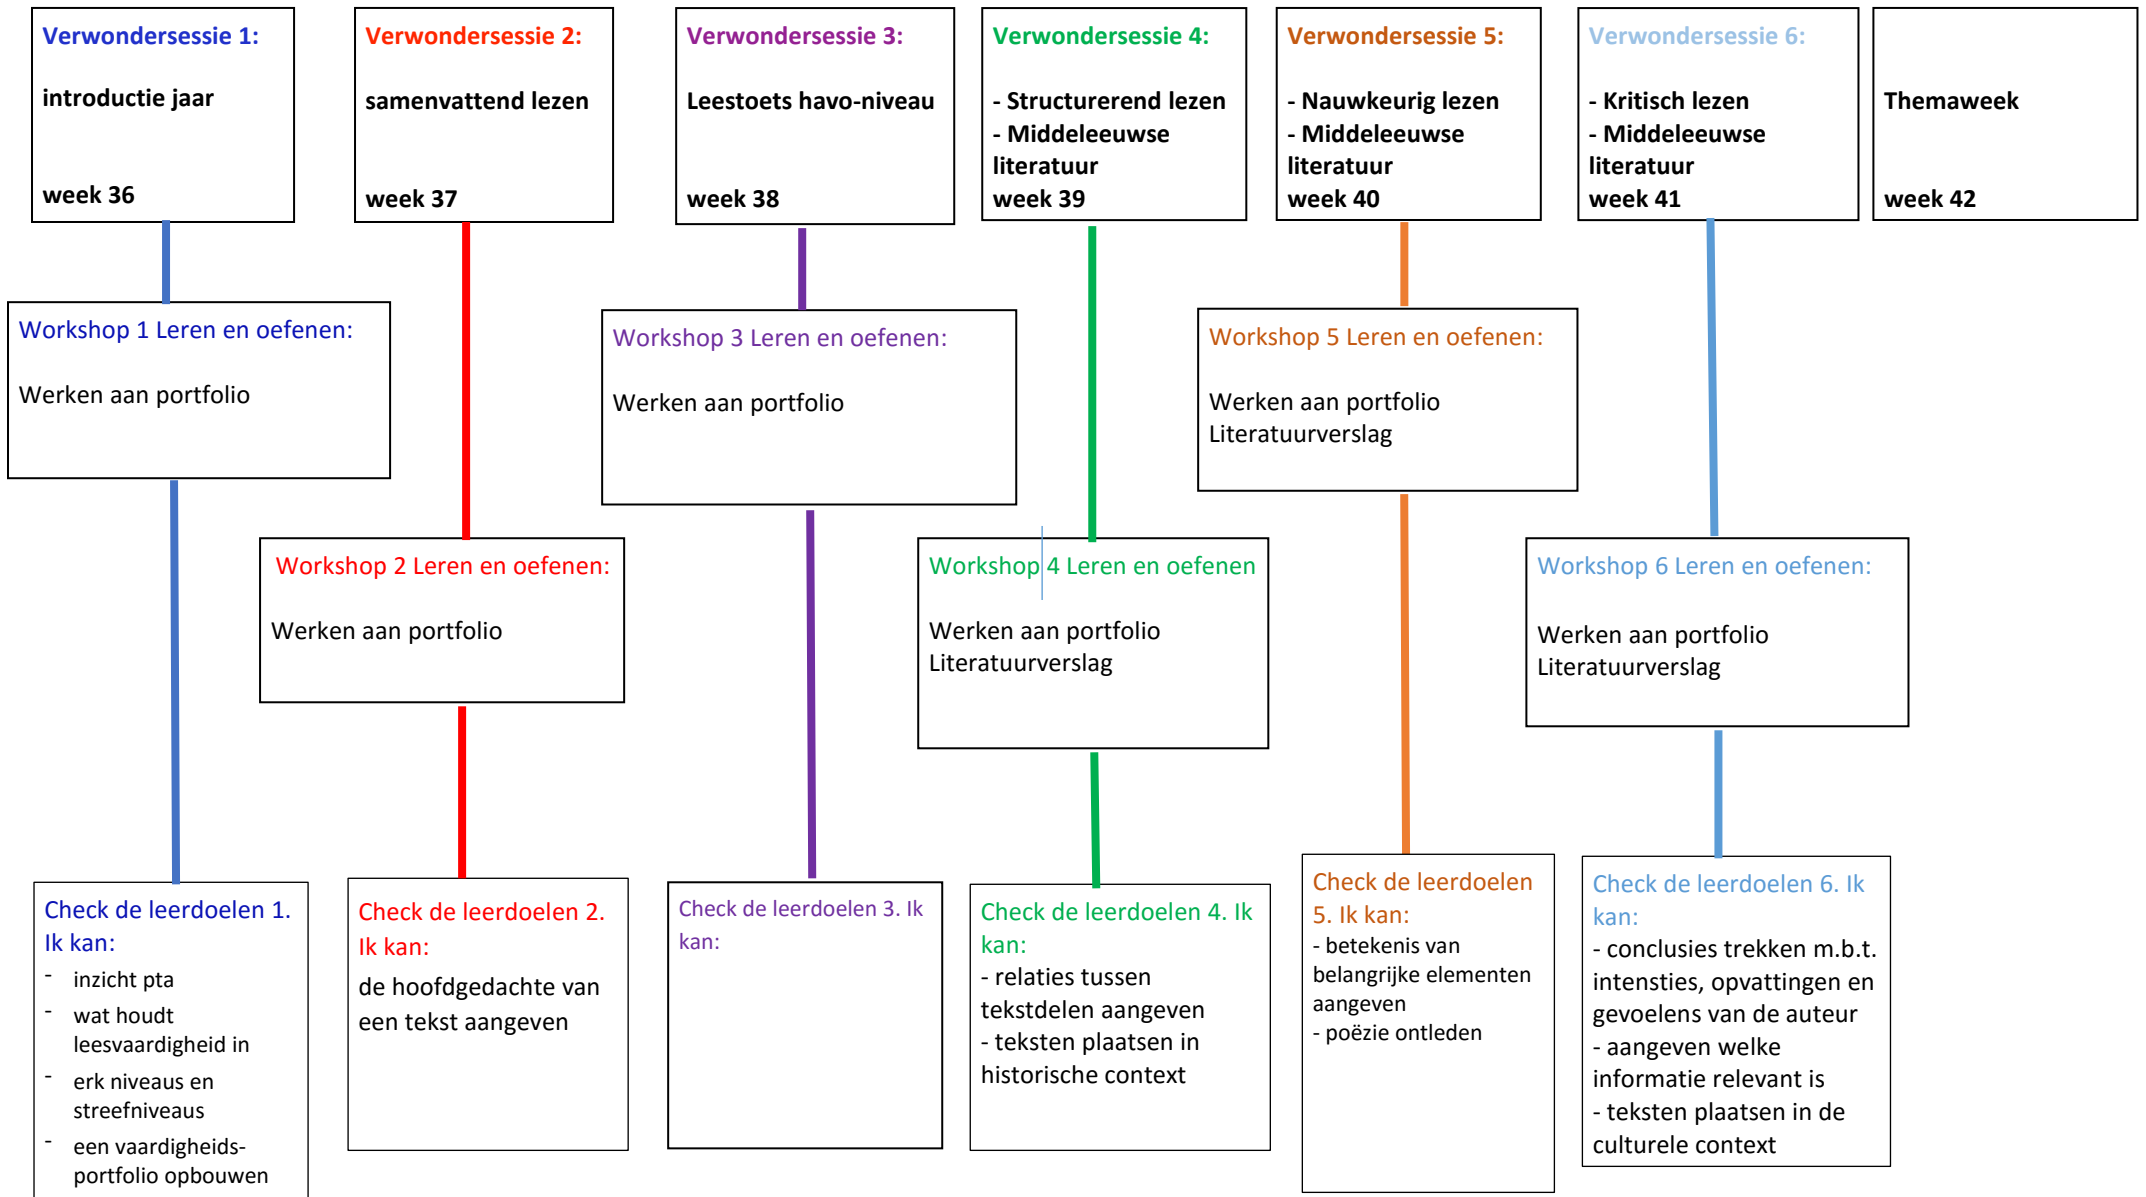 Verwondersessie 1:
introductie jaar
week 36
Verwondersessie 2:
samenvattend lezen
week 37
Verwondersessie 3:
Leestoets havo-niveau
week 38
Verwondersessie 4:
- Structurerend lezen
- Middeleeuwse
literatuur
week 39
Verwondersessie 5:
- Nauwkeurig lezen
- Middeleeuwse
literatuur
week 40
Verwondersessie 6:
- Kritisch lezen
- Middeleeuwse
literatuur
week 41
Themaweek
week 42
Workshop 1 Leren en oefenen:
Werken aan portfolio
Workshop 3 Leren en oefenen:
Werken aan portfolio
Workshop 5 Leren en oefenen:
Werken aan portfolio
Literatuurverslag
Workshop 2 Leren en oefenen:
Werken aan portfolio
Workshop 4 Leren en oefenen
Werken aan portfolio
Literatuurverslag
Workshop 6 Leren en oefenen:
Werken aan portfolio
Literatuurverslag
Check de leerdoelen 1.
Ik kan:
- inzicht pta
- wat houdt
leesvaardigheid in
- erk niveaus en
streefniveaus
- een vaardigheids-
portfolio opbouwen
Check de leerdoelen 2.
Ik kan:
de hoofdgedachte van
een tekst aangeven
Check de leerdoelen 3. Ik
kan:
Check de leerdoelen 4. Ik
kan:
- relaties tussen
tekstdelen aangeven
- teksten plaatsen in
historische context
Check de leerdoelen
5. Ik kan:
- betekenis van
belangrijke elementen
aangeven
- poëzie ontleden
Check de leerdoelen 6. Ik
kan:
- conclusies trekken m.b.t.
intensties, opvattingen en
gevoelens van de auteur
- aangeven welke
informatie relevant is
- teksten plaatsen in de
culturele context